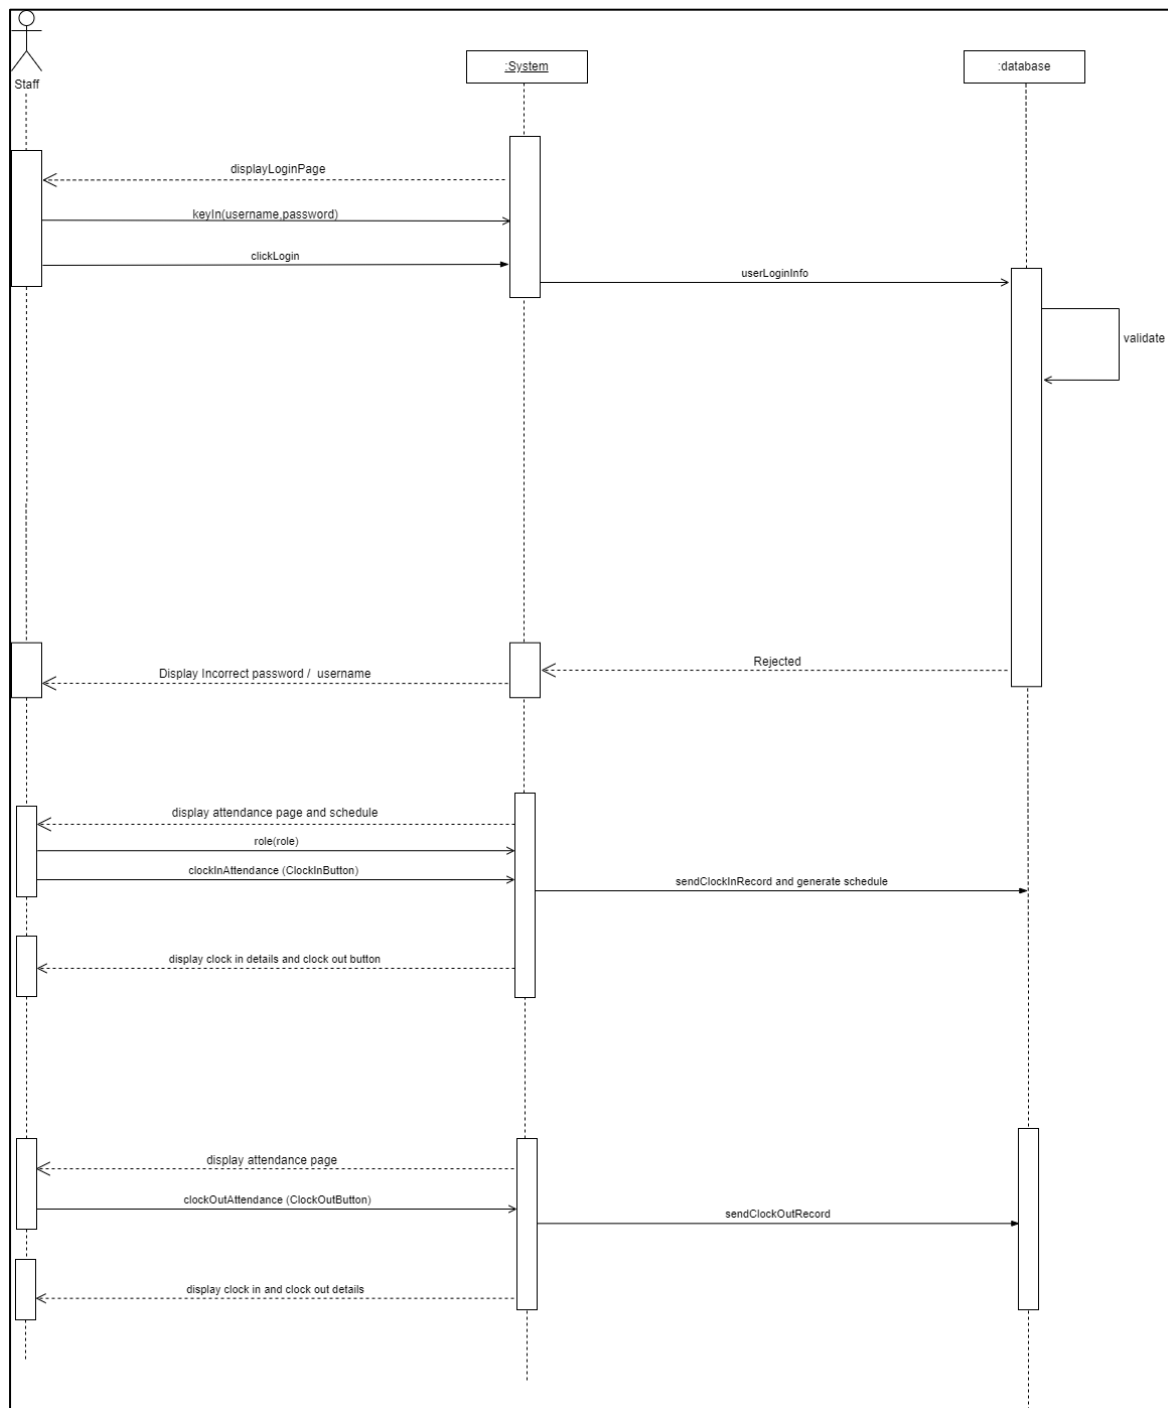 Staff
:System
:database
displayLoginPage
keyIn(username,password)
clickLogin
userLoginInfo
validate
Rejected
Display Incorrect password / username
display attendance page and schedule
role(role)
clockInAttendance (ClockInButton)
sendClockInRecord and generate schedule
display clock in details and clock out button
display attendance page
clockOutAttendance (ClockOutButton)
sendClockOutRecord
display clock in and clock out details